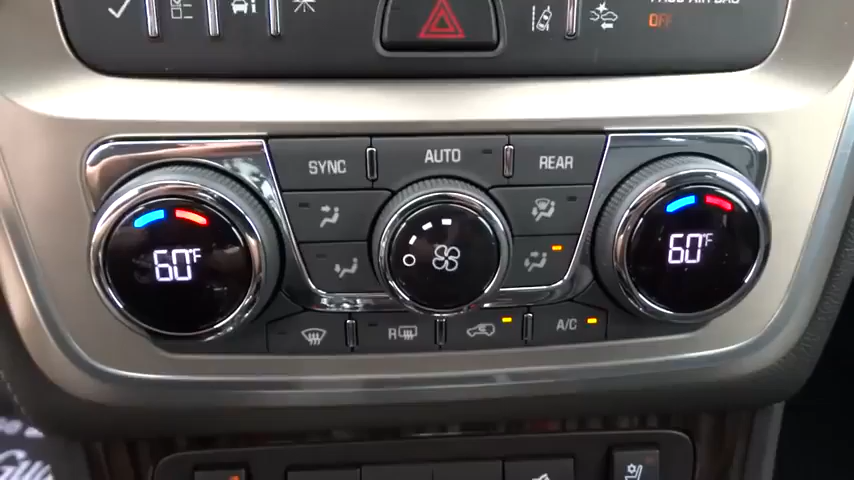 OFF
SYNC
AUTO
REAR
60°F
60°F
R
A/C